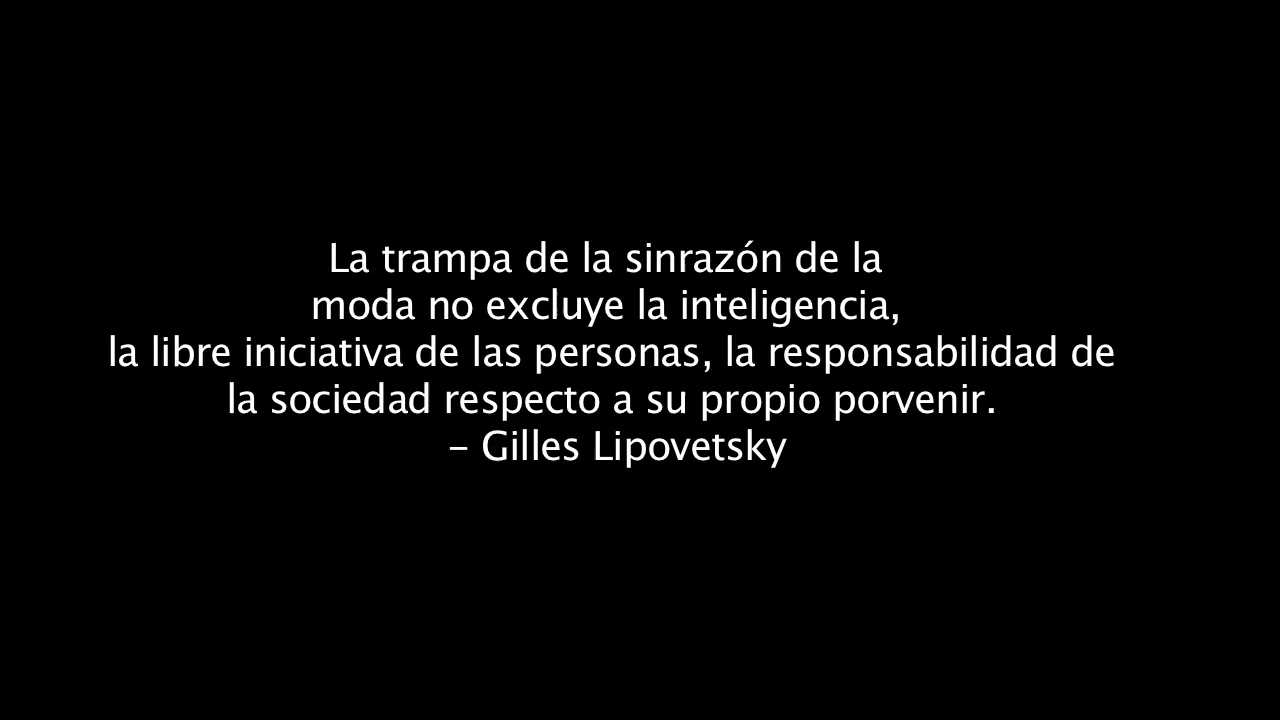 La trampa de la sinrazón de la
moda no excluye la inteligencia,
la libre iniciativa de las personas, la responsabilidad de
la sociedad respecto a su propio porvenir.
– Gilles Lipovetsky